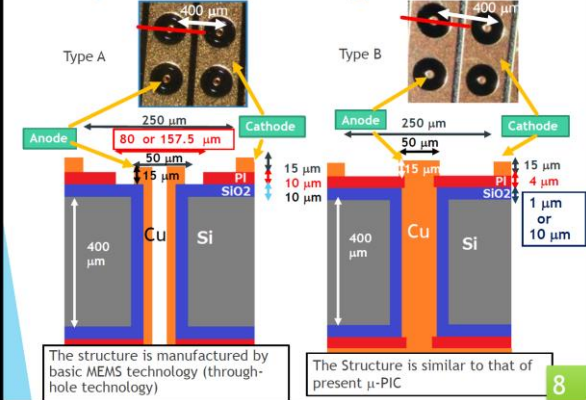 400 μm
400 μm
Type A
Type B
250 μm
Anode
Cathode
80 or 157.5 μm
50 μm
15 μm
15 μm
PI
10 μm
SiO2
10 μm
Cu
Si
400
μm
The structure is manufactured by
basic MEMS technology (through-
hole technology)
Anode
250 μm
Cathode
50 μm
15 μm
15 μm
PI
4 μm
SiO2
1 μm
or
10 μm
Cu
Si
400
μm
The Structure is similar to that of
present μ-PIC
8